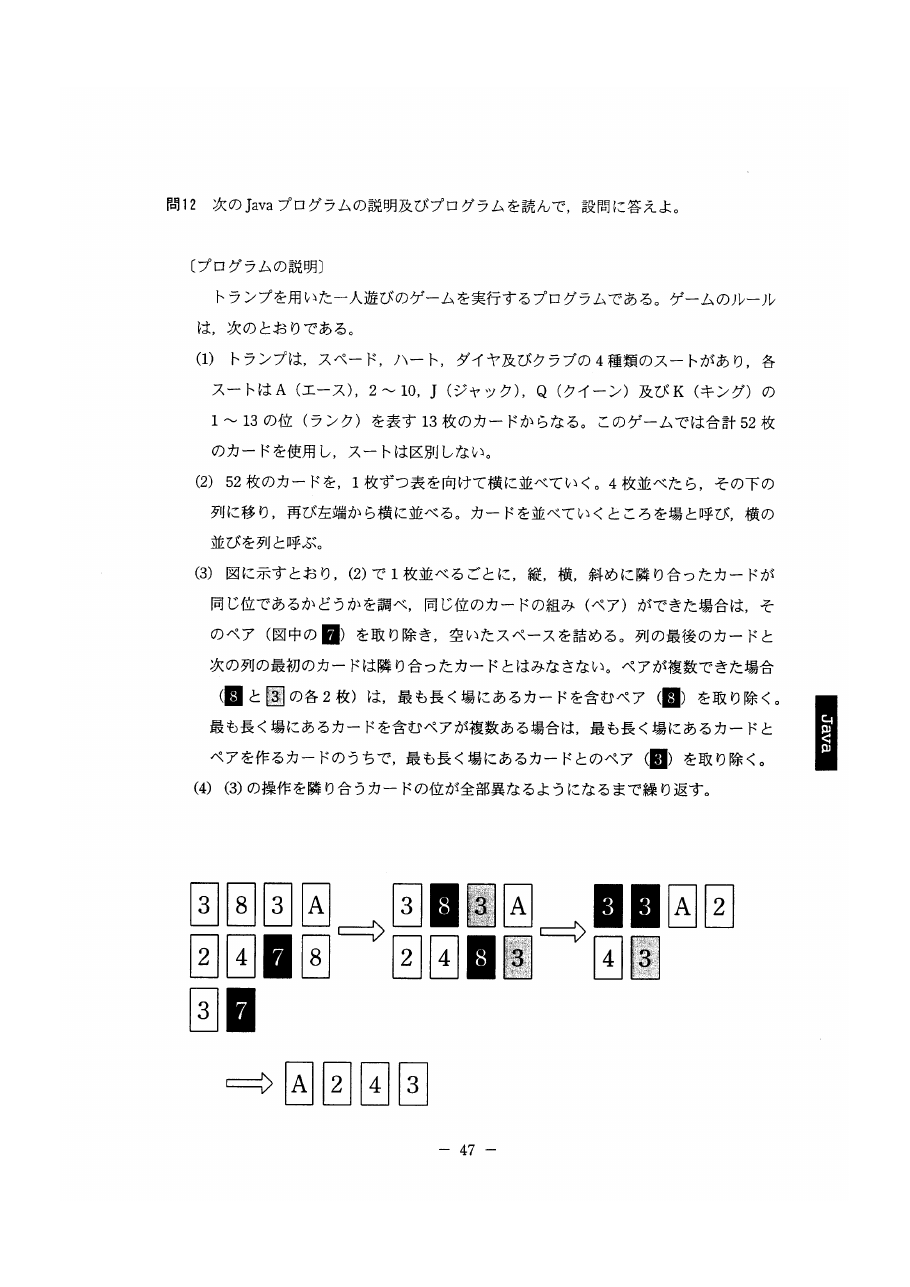 問12 次の Java プログラムの説明及びプログラムを読んで，設問に答えよ。
〔プログラムの説明〕
トランプを用いた一人遊びのゲームを実行するプログラムである。ゲームのルール
は，次のとおりである。
(1) トランプは，スペード，ハート，ダイヤ及びクラブの 4 種類のスートがあり，各
スートは A（エース），2 ～ 10，J（ジャック），Q（クイーン）及び K（キング）の
1 ～ 13 の位（ランク）を表す 13 枚のカードからなる。このゲームでは合計 52 枚
のカードを使用し，スートは区別しない。
(2) 52 枚のカードを，1 枚ずつ表を向けて横に並べていく。4 枚並べたら，その下の
列に移り，再び左端から横に並べる。カードを並べていくところを場と呼び，横の
並びを列と呼ぶ。
(3) 図に示すとおり，(2) で 1 枚並べるごとに，縦，横，斜めに隣り合ったカードが
同じ位であるかどうかを調べ，同じ位のカードの組み（ペア）ができた場合は，そ
のペア（図中の 7）を取り除き，空いたスペースを詰める。列の最後のカードと
次の列の最初のカードは隣り合ったカードとはみなさない。ペアが複数できた場合
（8 と 3 の各 2 枚）は，最も長く場にあるカードを含むペア（8）を取り除く。
最も長く場にあるカードを含むペアが複数ある場合は，最も長く場にあるカードと
ペアを作るカードのうちで，最も長く場にあるカードとのペア（3）を取り除く。
(4) (3) の操作を隣り合うカードの位が全部異なるようになるまで繰り返す。
Java
3 8 3 A
2 4 7 8
3 7
3 8 3 A
2 4 8 3
3 3 A 2
4 3
A 2 4 3
－ 47 －